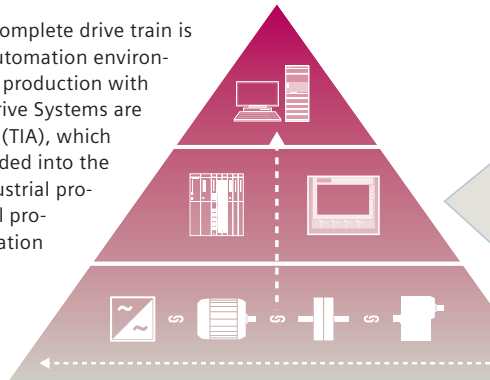 omplete drive train is
utomation environ-
production with
rive Systems are
(TIA), which
ded into the
ustrial pro-
l pro-
ation